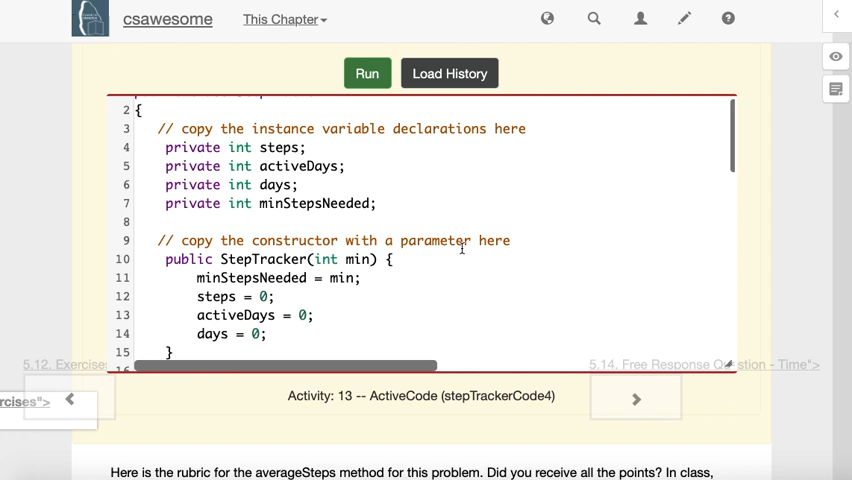 csawesome
This Chapter
Run
Load History
2 {
3 // copy the instance variable declarations here
4 private int steps;
5 private int activeDays;
6 private int days;
7 private int minStepsNeeded;
8
9 // copy the constructor with a parameter here
10 public StepTracker(int min) {
11 minStepsNeeded = min;
12 steps = 0;
13 activeDays = 0;
14 days = 0;
15 }
5.12. Exercises
5.14. Free Response Question - Time">
rcises">
Activity: 13 -- ActiveCode (stepTrackerCode4)
Here is the rubric for the averageSteps method for this problem. Did you receive all the points? In class,